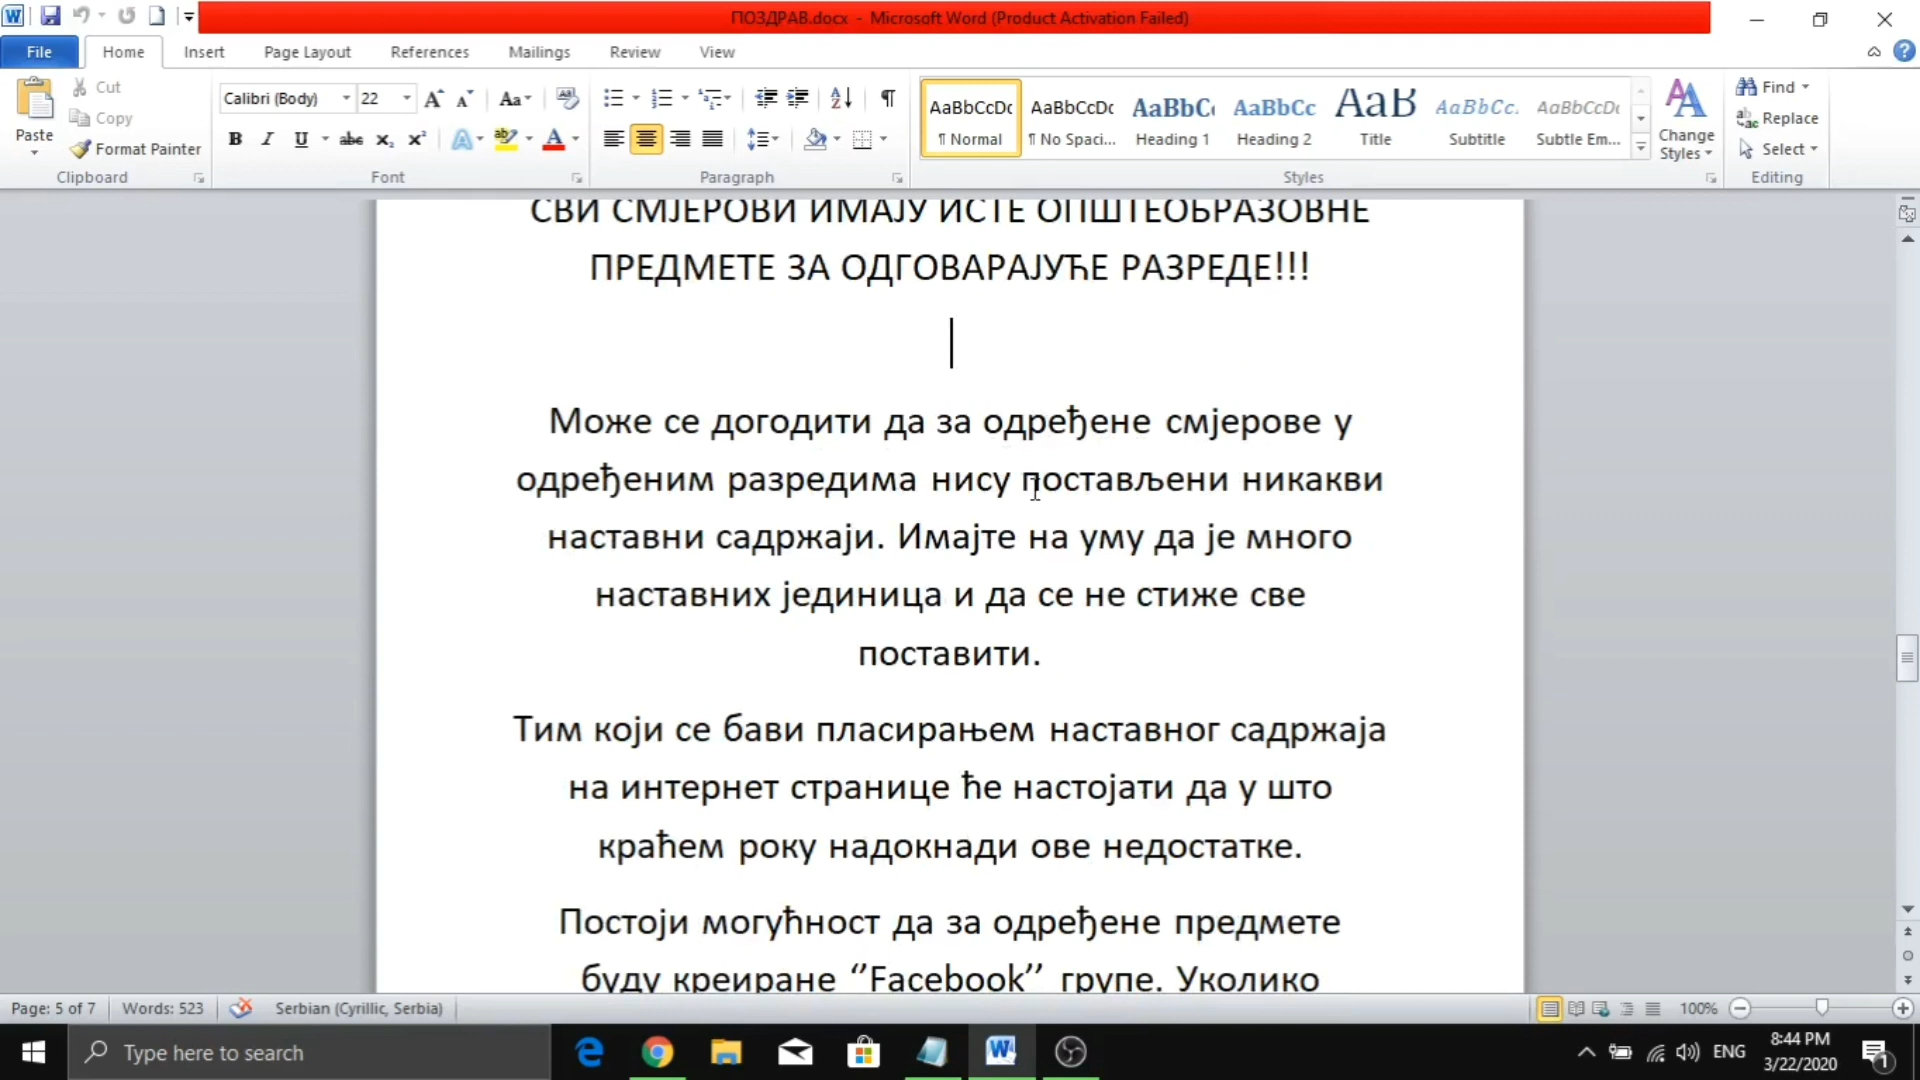 ПОЗДРАВ.docx - Microsoft Word (Product Activation Failed)
File Home Insert Page Layout References Mailings Review View
Paste
Cut
Copy
Format Painter
Clipboard
Calibri (Body) 22
Font
Paragraph
AaBbCcDc AaBbCcDc AaBbC AaBbCc AaB AaBbCc. AaBbCcDc
¶ Normal ¶ No Spaci... Heading 1 Heading 2 Title Subtitle Subtle Em...
Change Styles
Styles
Find
Replace
Select
Editing
СВИ СМЈЕРОВИ ИМАЈУ ИСТЕ ОПШТЕОБРАЗОВНЕ
ПРЕДМЕТЕ ЗА ОДГОВАРАЈУЋЕ РАЗРЕДЕ!!!
Може се догодити да за одређене смјерове у
одређеним разредима нису постављени никакви
наставни садржаји. Имајте на уму да је много
наставних јединица и да се не стиже све
поставити.
Тим који се бави пласирањем наставног садржаја
на интернет странице ће настојати да у што
краћем року надокнади ове недостатке.
Постоји могућност да за одређене предмете
буду креиране ‘’Facebook’’ групе. Уколико
Page: 5 of 7 Words: 523 Serbian (Cyrillic, Serbia) 100%
Type here to search
ENG
8:44 PM
3/22/2020
1